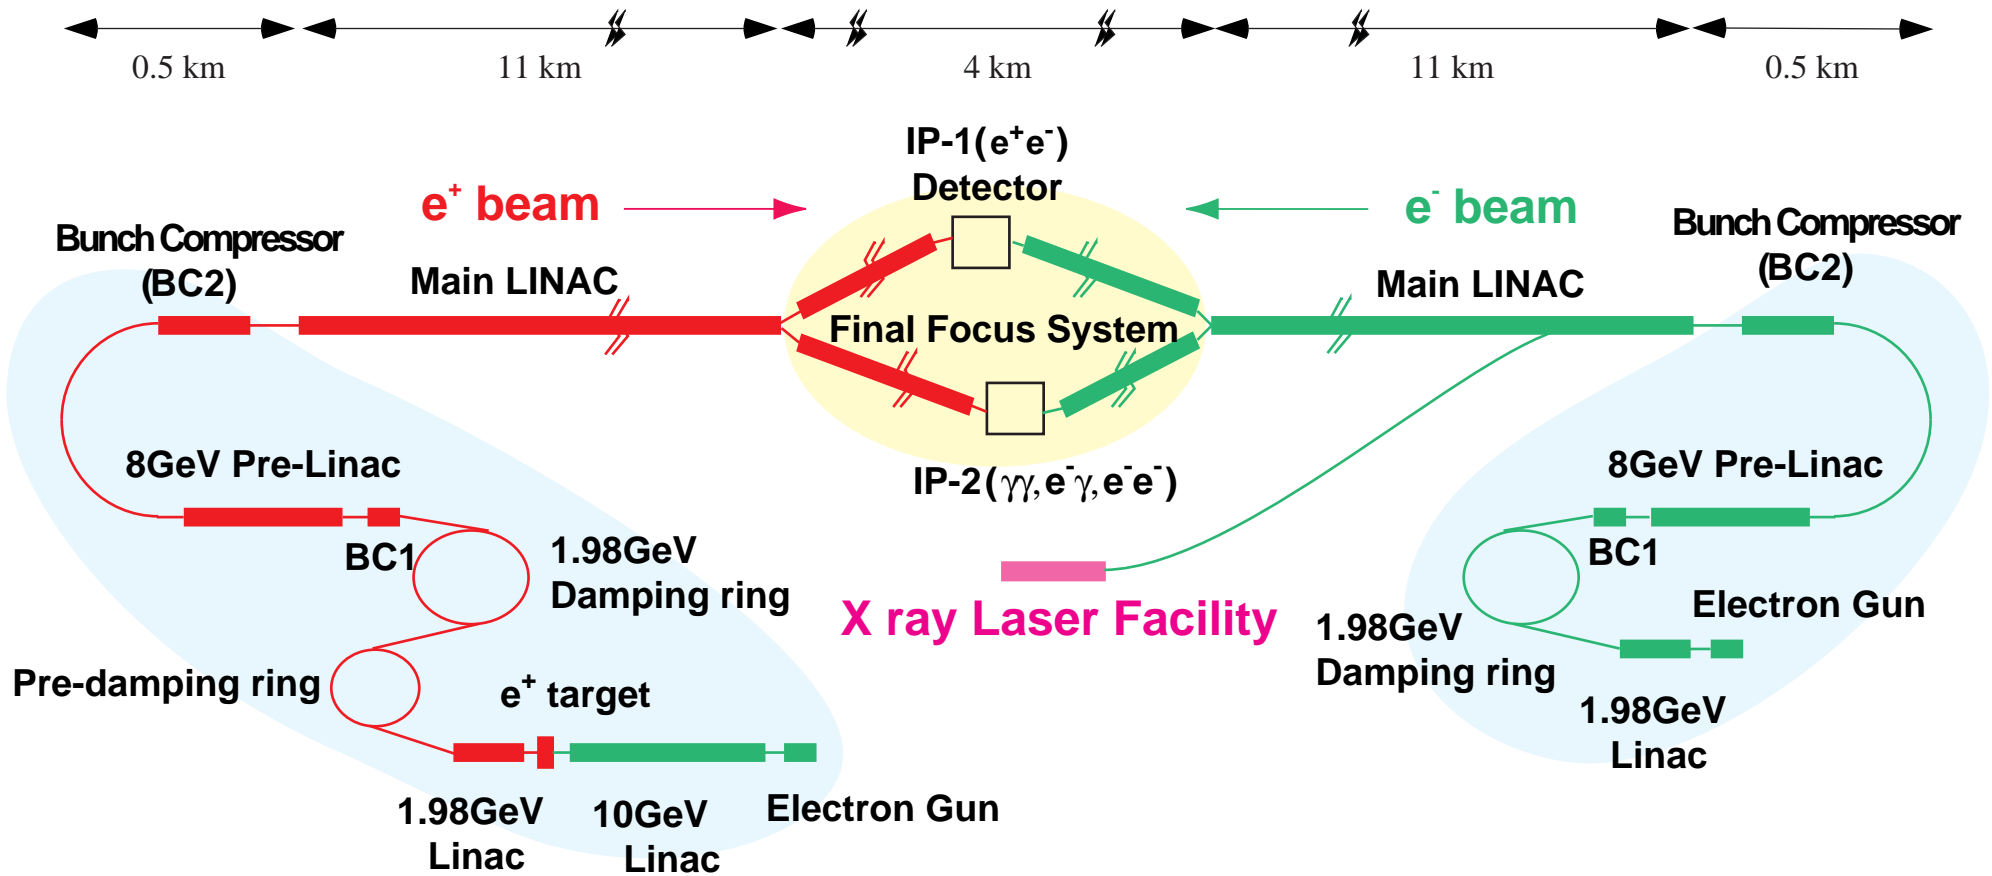 0.5 km
11 km
4 km
11 km
0.5 km
IP-1(e⁺e⁻)
Detector
e⁺ beam
e⁻ beam
Bunch Compressor
(BC2)
Bunch Compressor
(BC2)
Main LINAC
Main LINAC
Final Focus System
8GeV Pre-Linac
IP-2(γγ,e⁻γ,e⁻e⁻)
8GeV Pre-Linac
BC1
1.98GeV
Damping ring
BC1
X ray Laser Facility
Electron Gun
1.98GeV
Damping ring
Pre-damping ring
e⁺ target
1.98GeV
Linac
1.98GeV
Linac
10GeV
Linac
Electron Gun